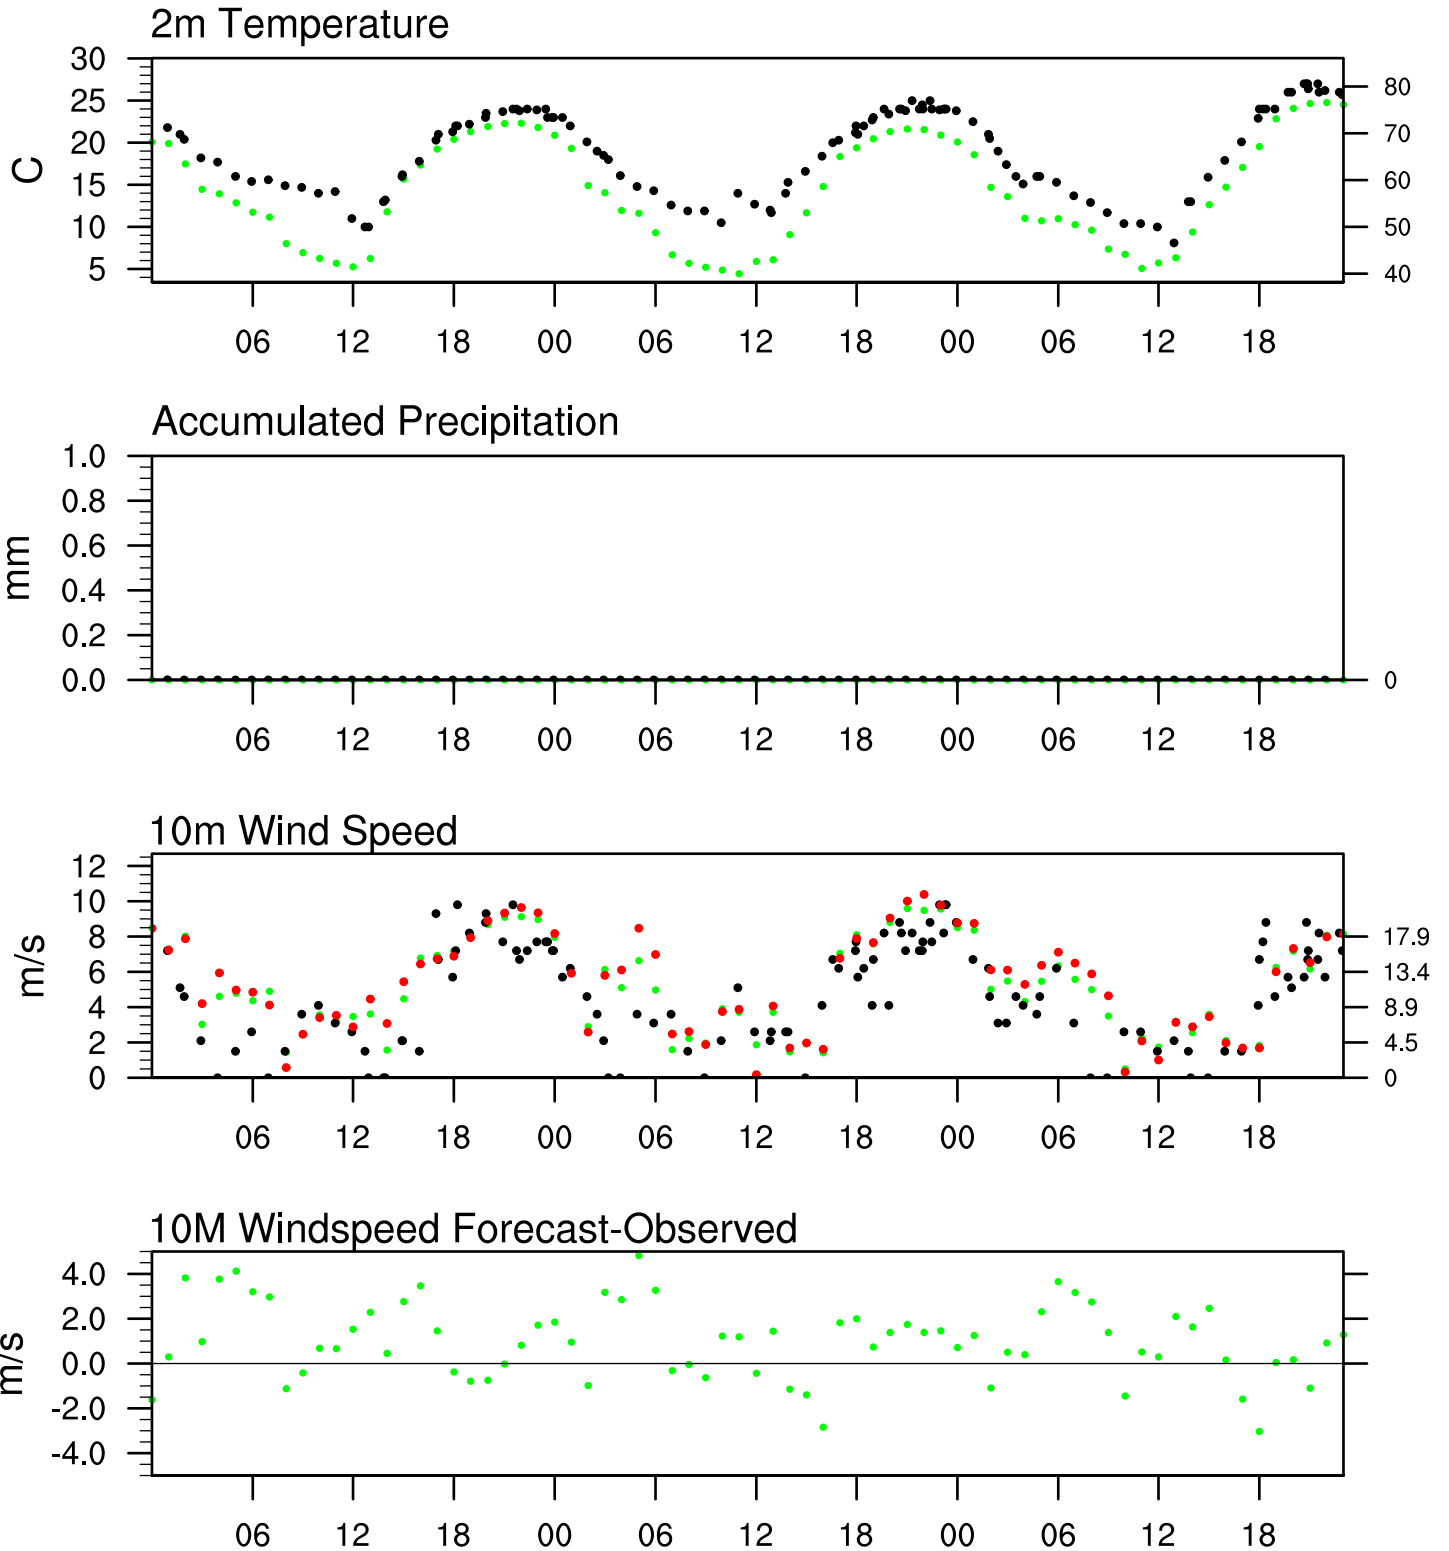 2m Temperature
30
25
20
15
10
5
C
80
70
60
50
40
06 12 18 00 06 12 18 00 06 12 18
Accumulated Precipitation
1.0
0.8
0.6
0.4
0.2
0.0
mm
0
06 12 18 00 06 12 18 00 06 12 18
10m Wind Speed
12
10
8
6
4
2
0
m/s
17.9
13.4
8.9
4.5
0
06 12 18 00 06 12 18 00 06 12 18
10M Windspeed Forecast-Observed
4.0
2.0
0.0
-2.0
-4.0
m/s
06 12 18 00 06 12 18 00 06 12 18